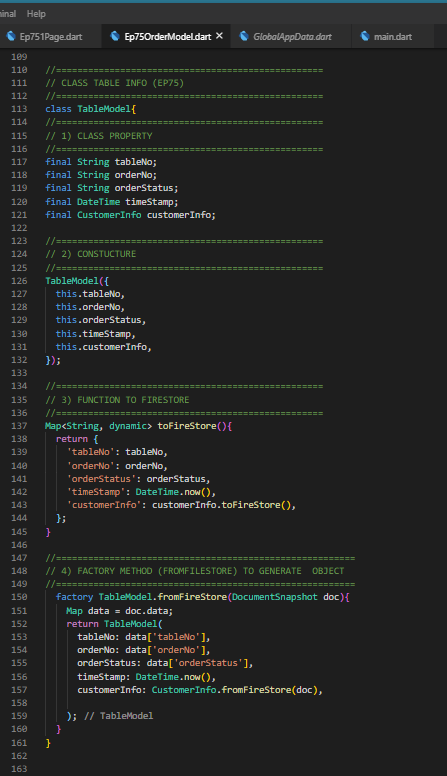 minal Help
Ep751Page.dart Ep75OrderModel.dart × GlobalAppData.dart main.dart
109
110 //==================================================
111 // CLASS TABLE INFO (EP75)
112 //==================================================
113 class TableModel{
114 //==================================================
115 // 1) CLASS PROPERTY
116 //==================================================
117 final String tableNo;
118 final String orderNo;
119 final String orderStatus;
120 final DateTime timeStamp;
121 final CustomerInfo customerInfo;
122
123 //==================================================
124 // 2) CONSTUCTURE
125 //==================================================
126 TableModel({
127 this.tableNo,
128 this.orderNo,
129 this.orderStatus,
130 this.timeStamp,
131 this.customerInfo,
132 });
133
134 //==================================================
135 // 3) FUNCTION TO FIRESTORE
136 //==================================================
137 Map<String, dynamic> toFireStore(){
138 return {
139 'tableNo': tableNo,
140 'orderNo': orderNo,
141 'orderStatus': orderStatus,
142 'timeStamp': DateTime.now(),
143 'customerInfo': customerInfo.toFireStore(),
144 };
145 }
146
147 //========================================================
148 // 4) FACTORY METHOD (FROMFILESTORE) TO GENERATE OBJECT
149 //========================================================
150 factory TableModel.fromFireStore(DocumentSnapshot doc){
151 Map data = doc.data;
152 return TableModel(
153 tableNo: data['tableNo'],
154 orderNo: data['orderNo'],
155 orderStatus: data['orderStatus'],
156 timeStamp: DateTime.now(),
157 customerInfo: CustomerInfo.fromFireStore(doc),
158
159 ); // TableModel
160 }
161 }
162
163